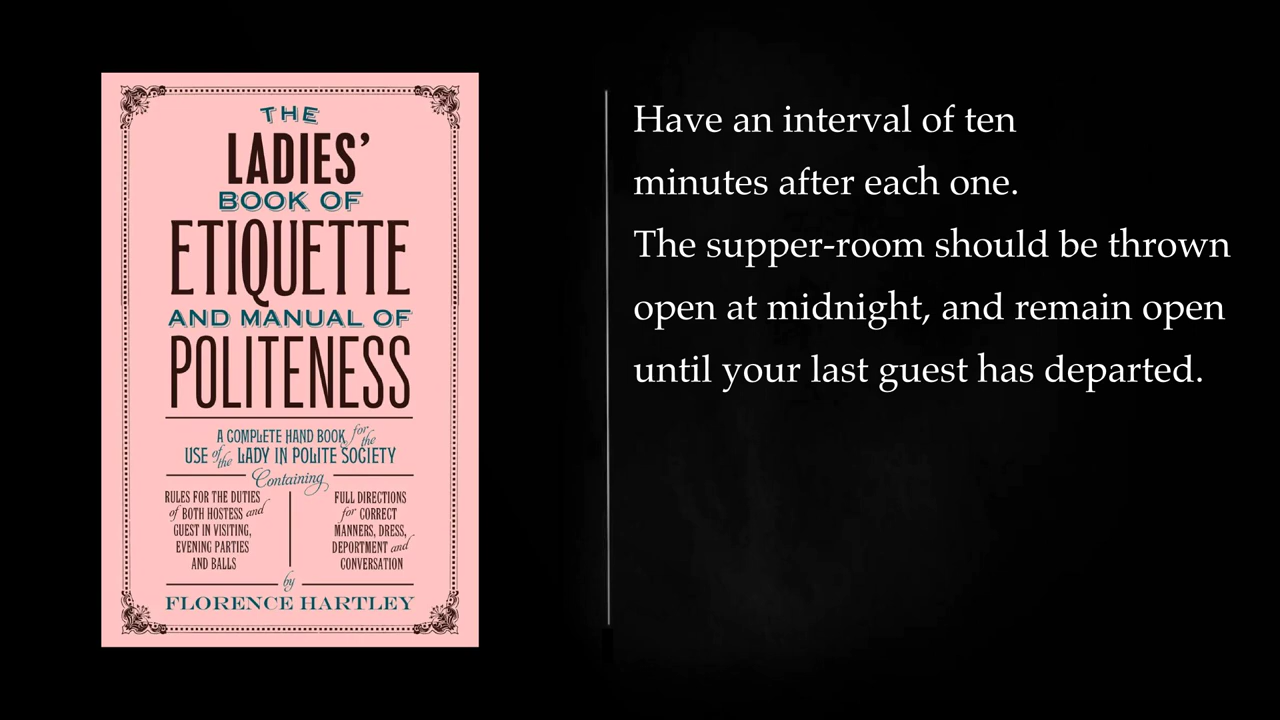 THE
LADIES'
BOOK OF
ETIQUETTE
AND MANUAL OF
POLITENESS
A COMPLETE HAND BOOK for the
USE of the LADY IN POLITE SOCIETY
Containing
RULES FOR THE DUTIES
of BOTH HOSTESS and
GUEST IN VISITING,
EVENING PARTIES
AND BALLS
FULL DIRECTIONS
for CORRECT
MANNERS, DRESS,
DEPORTMENT and
CONVERSATION
by
FLORENCE HARTLEY
Have an interval of ten
minutes after each one.
The supper-room should be thrown
open at midnight, and remain open
until your last guest has departed.